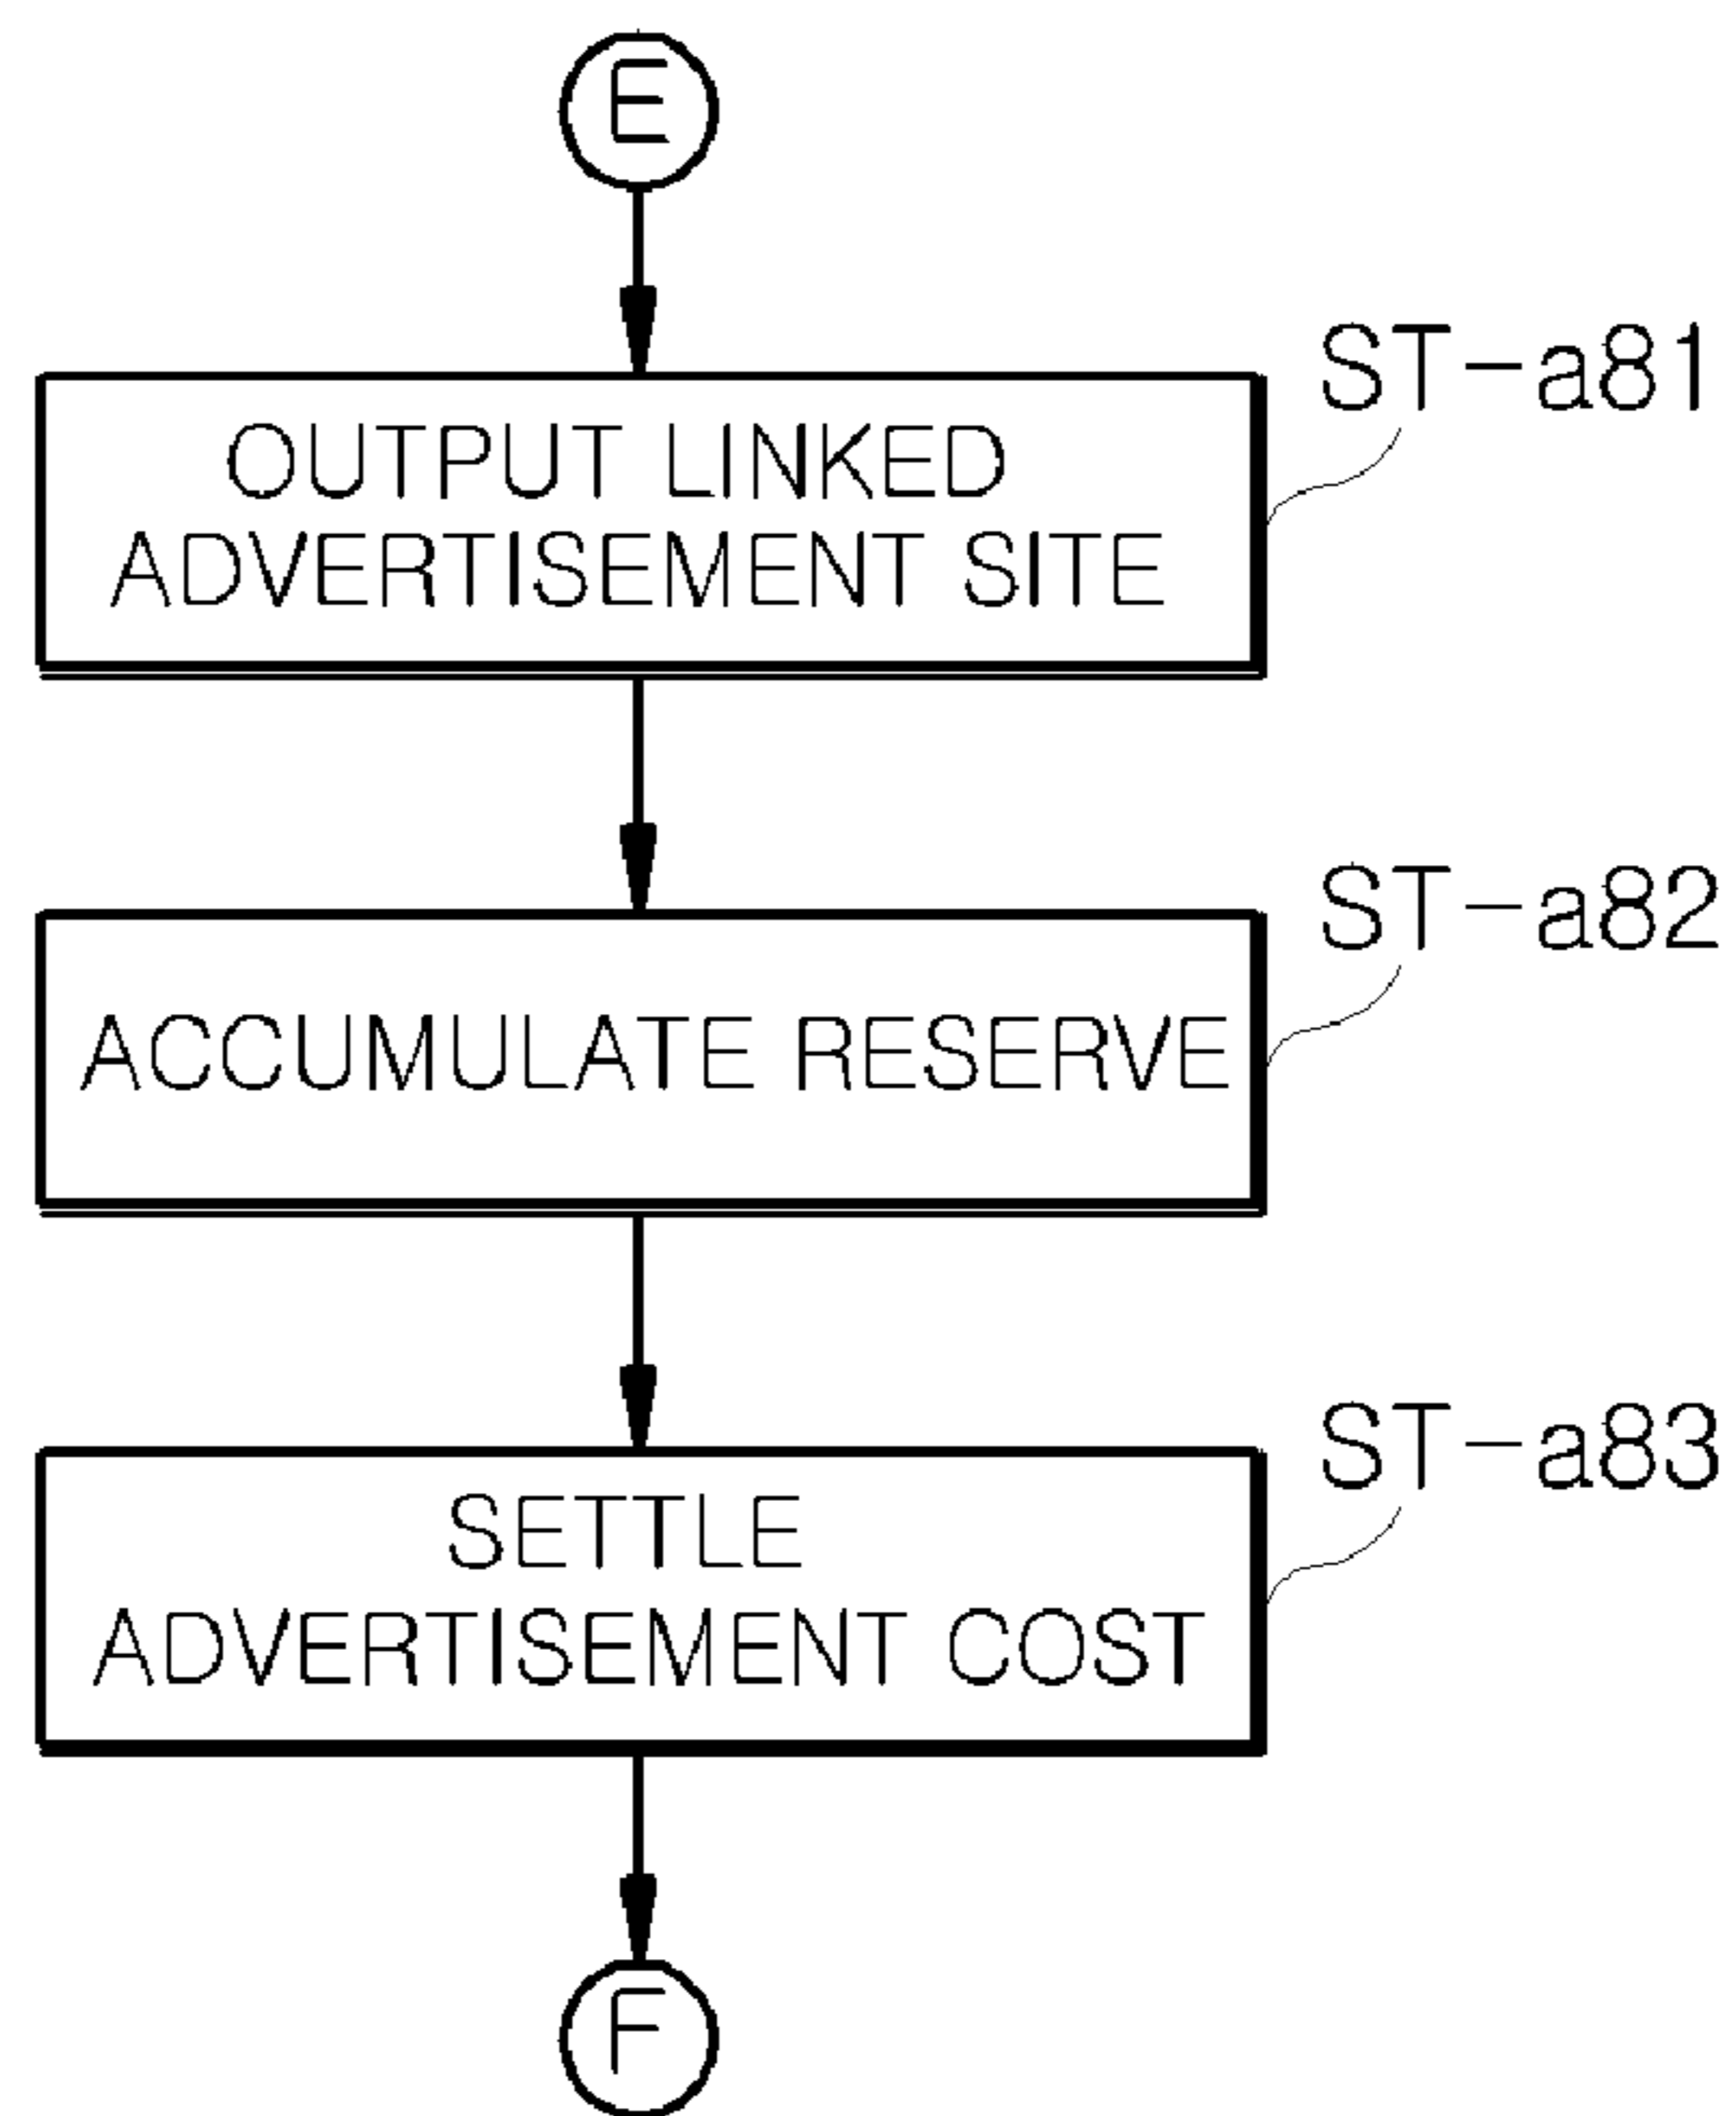 E
ST-a81
OUTPUT LINKED
ADVERTISEMENT SITE
ST-a82
ACCUMULATE RESERVE
ST-a83
SETTLE
ADVERTISEMENT COST
F